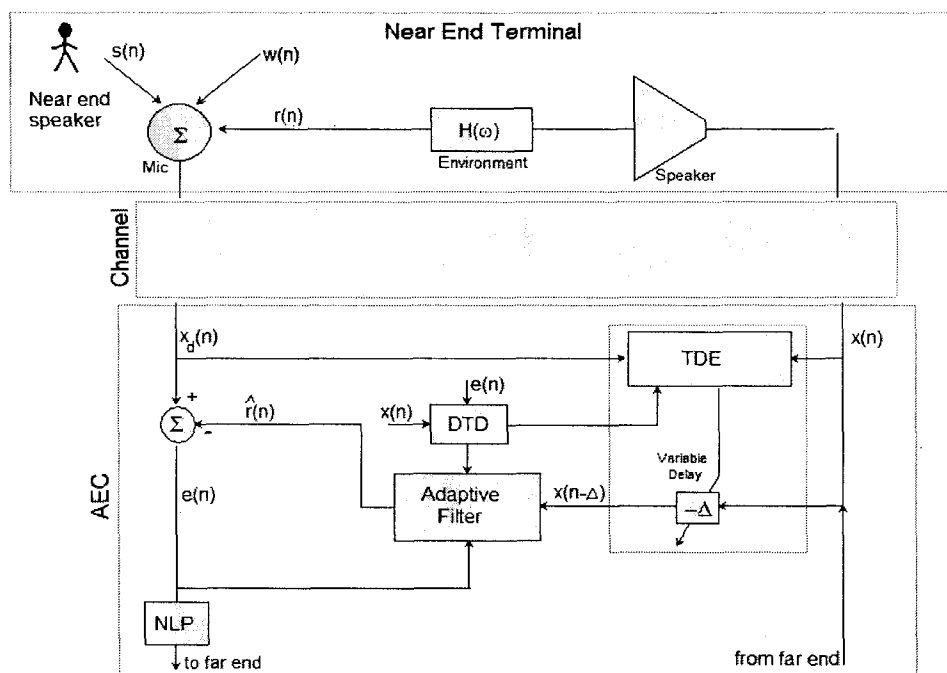 Near End Terminal
s(n)
w(n)
Near end
speaker
Σ
Mic
r(n)
H(ω)
Environment
Speaker
Channel
AEC
x_d(n)
x(n)
TDE
e(n)
+
Σ
-
r̂(n)
x(n)
DTD
Variable
Delay
e(n)
Adaptive
Filter
x(n-Δ)
-Δ
NLP
to far end
from far end